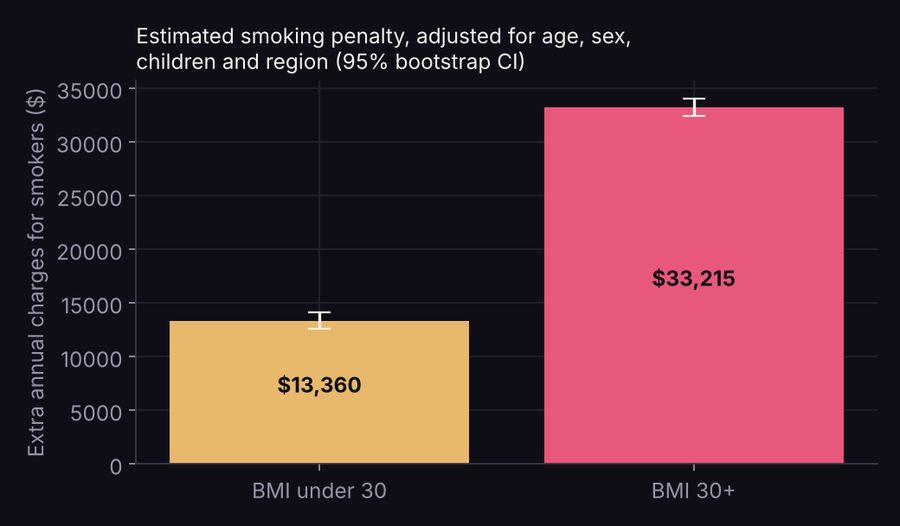 Estimated smoking penalty, adjusted for age, sex,
children and region (95% bootstrap CI)
Extra annual charges for smokers ($)
35000
30000
25000
20000
15000
10000
5000
0
$13,360
$33,215
BMI under 30
BMI 30+